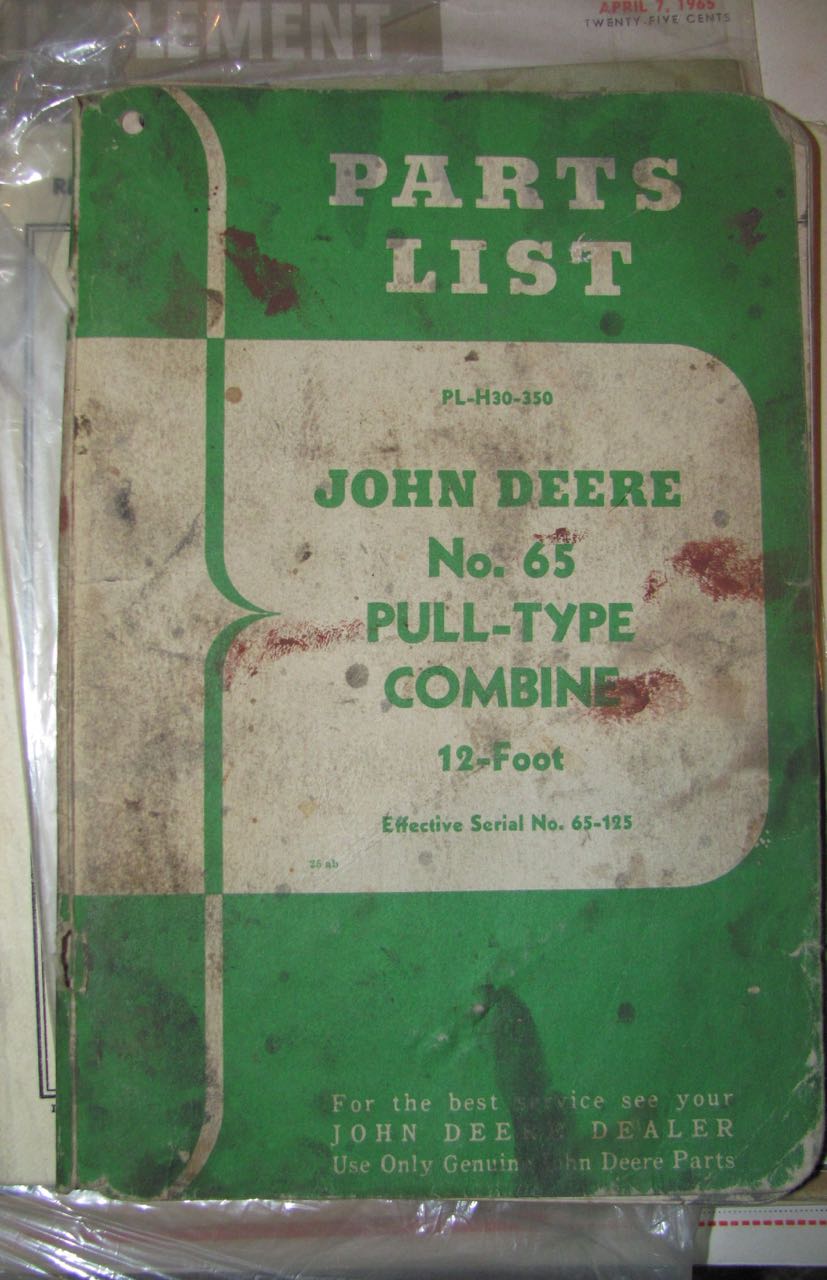 APRIL 7, 1965
TWENTY-FIVE CENTS
PARTS
LIST
PL-H30-350
JOHN DEERE
No. 65
PULL-TYPE
COMBINE
12-Foot
Effective Serial No. 65-125
25 ab
For the best service see your
JOHN DEERE DEALER
Use Only Genuine John Deere Parts